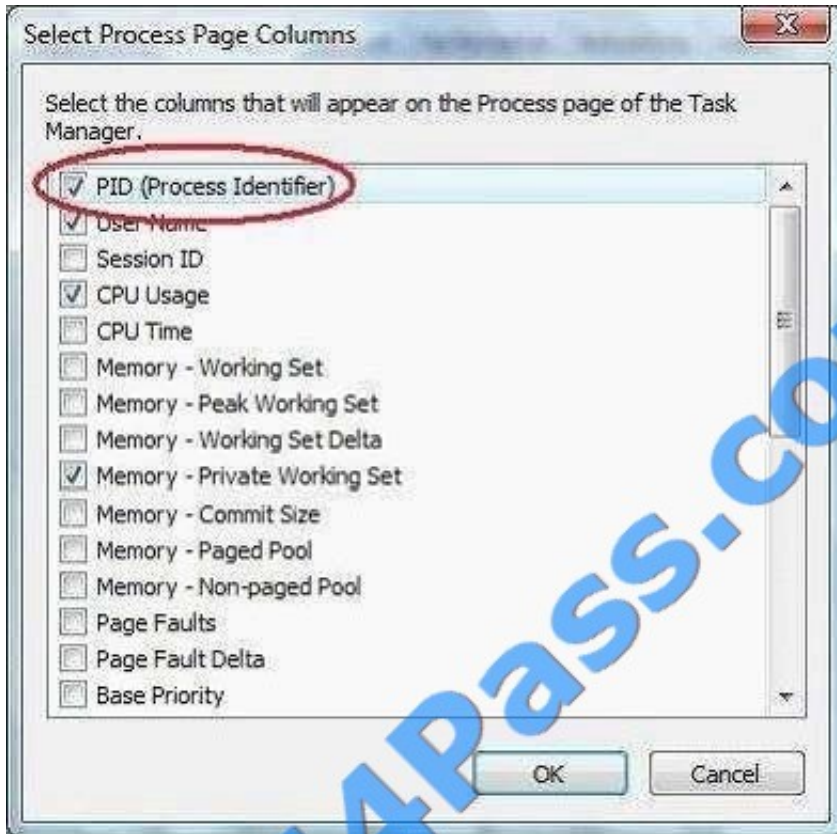 Select Process Page Columns
Select the columns that will appear on the Process page of the Task
Manager.
PID (Process Identifier)
User Name
Session ID
CPU Usage
CPU Time
Memory - Working Set
Memory - Peak Working Set
Memory - Working Set Delta
Memory - Private Working Set
Memory - Commit Size
Memory - Paged Pool
Memory - Non-paged Pool
Page Faults
Page Fault Delta
Base Priority
OK
Cancel
4Pass.co